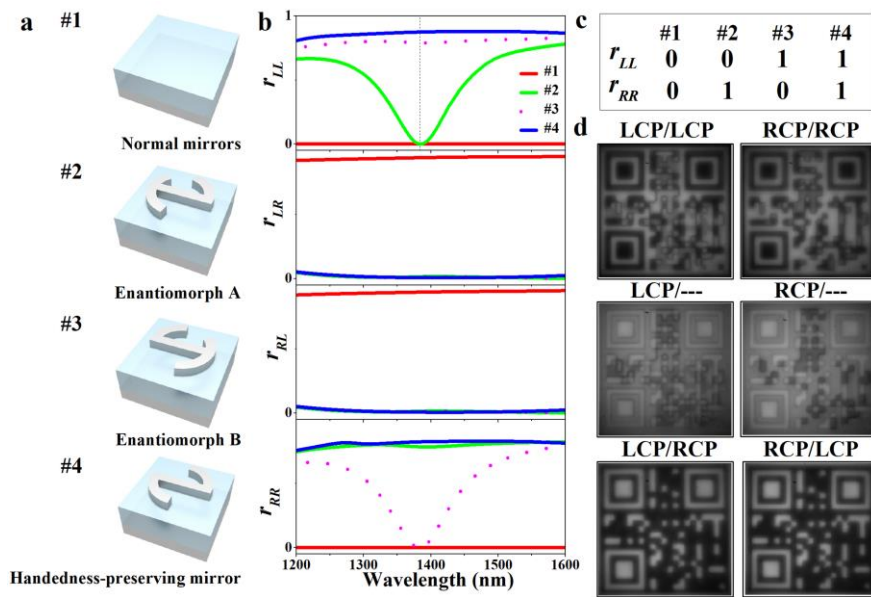 a
#1
Normal mirrors
#2
Enantiomorph A
#3
Enantiomorph B
#4
Handedness-preserving mirror
b
1
r_LL
0
#1
#2
#3
#4
r_LR
0
r_RL
0
r_RR
0
1200 1300 1400 1500 1600
Wavelength (nm)
c
#1 #2 #3 #4
r_LL 0 0 1 1
r_RR 0 1 0 1
d
LCP/LCP RCP/RCP
LCP/--- RCP/---
LCP/RCP RCP/LCP